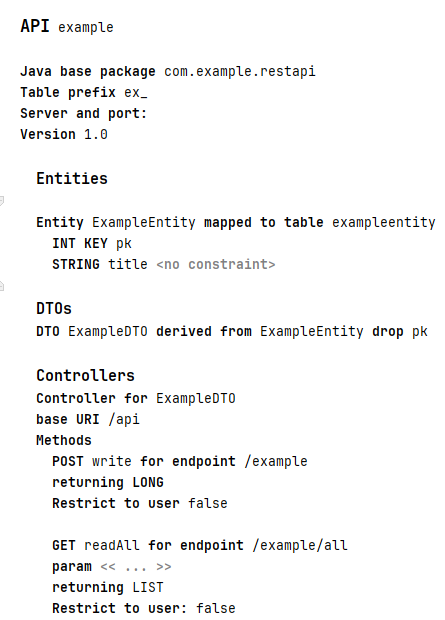 API example
Java base package com.example.restapi
Table prefix ex_
Server and port:
Version 1.0
Entities
Entity ExampleEntity mapped to table exampleentity
INT KEY pk
STRING title <no constraint>
DTOs
DTO ExampleDTO derived from ExampleEntity drop pk
Controllers
Controller for ExampleDTO
base URI /api
Methods
POST write for endpoint /example
returning LONG
Restrict to user false
GET readAll for endpoint /example/all
param << ... >>
returning LIST
Restrict to user: false